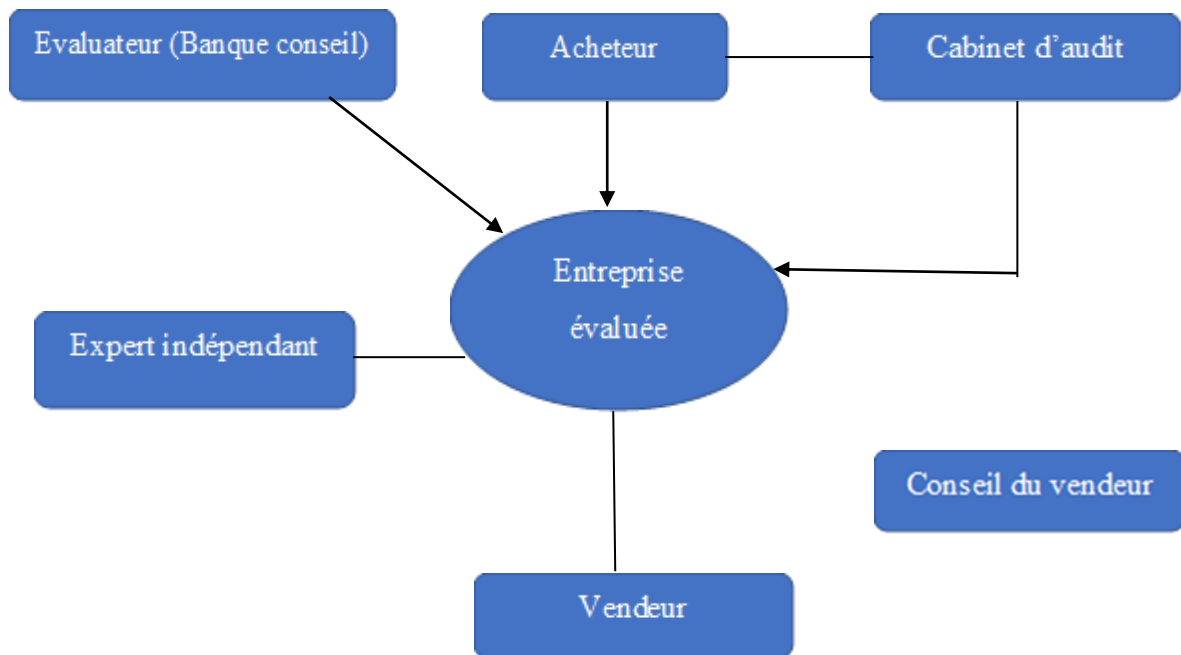 Evaluateur (Banque conseil)
Acheteur
Cabinet d'audit
Entreprise
évaluée
Expert indépendant
Conseil du vendeur
Vendeur